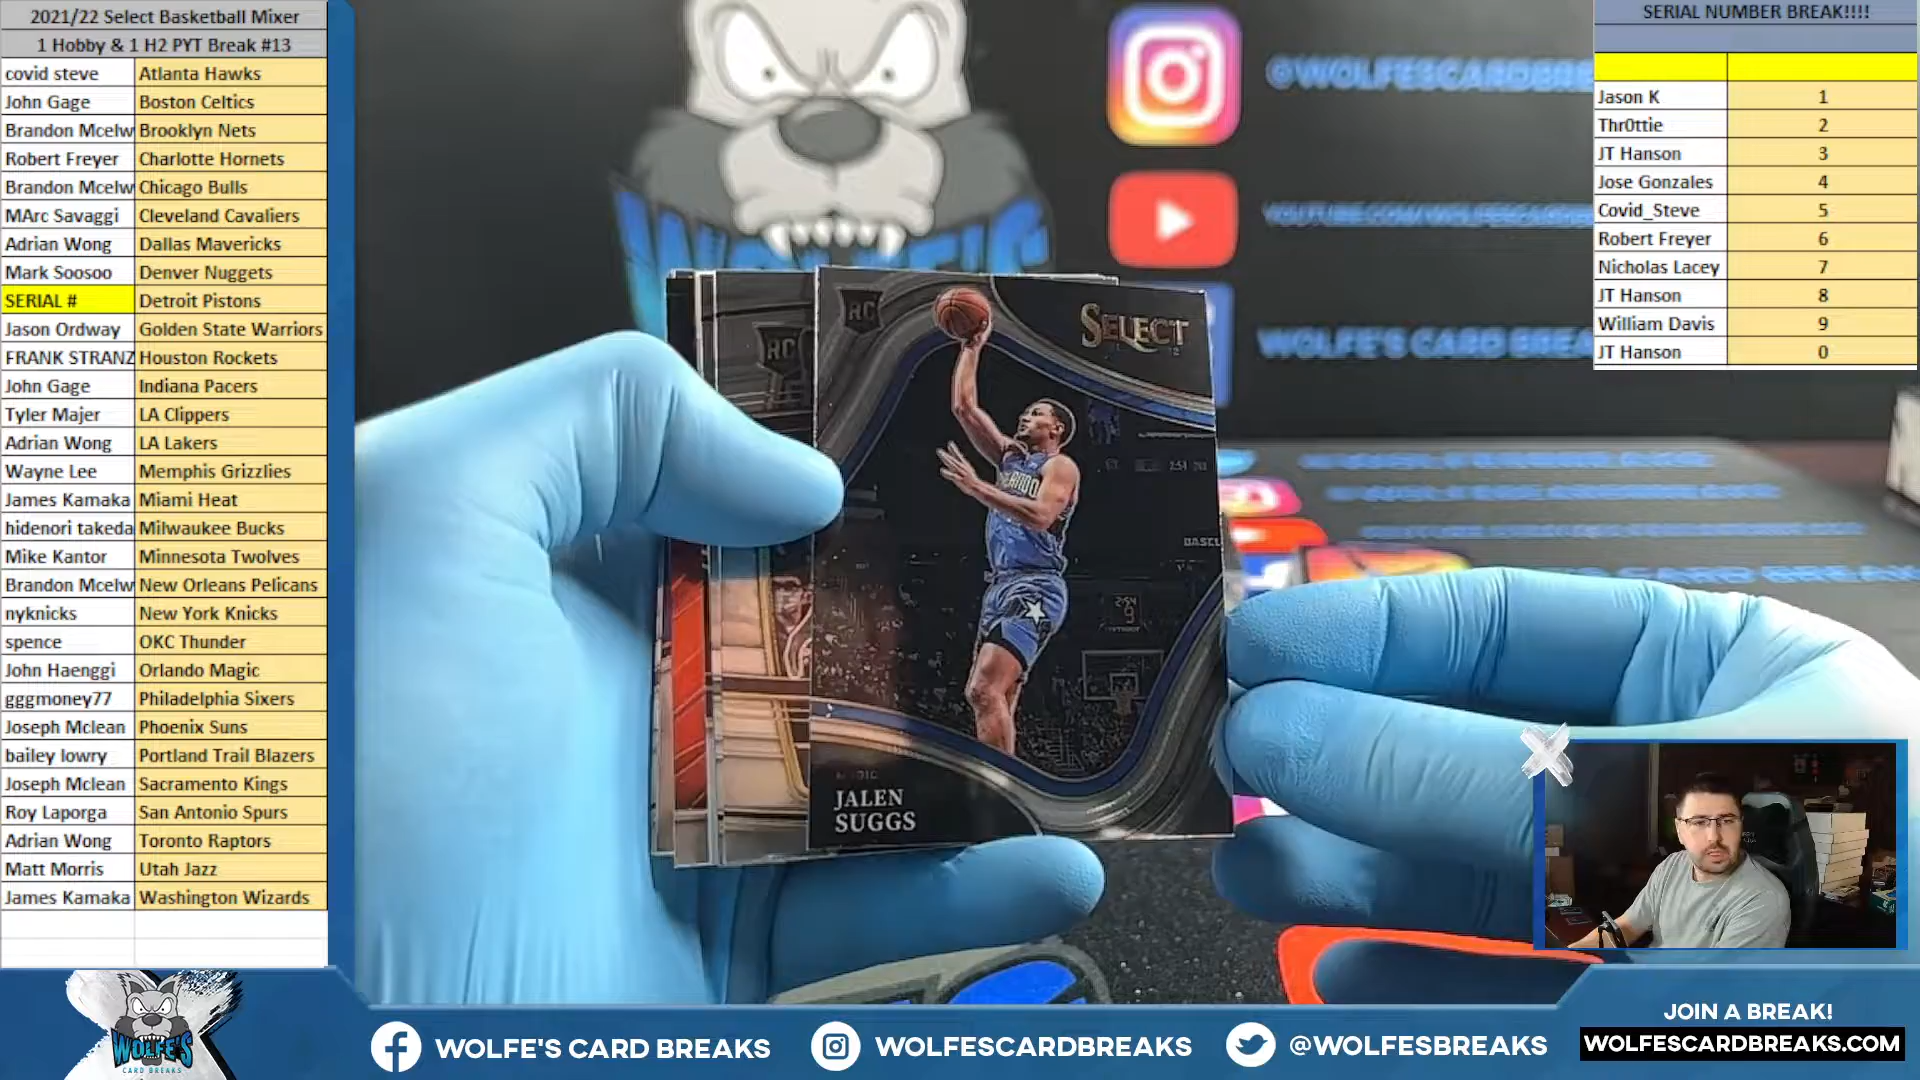 2021/22 Select Basketball Mixer
1 Hobby & 1 H2 PYT Break #13
covid steve Atlanta Hawks
John Gage Boston Celtics
Brandon Mcelw Brooklyn Nets
Robert Freyer Charlotte Hornets
Brandon Mcelw Chicago Bulls
MArc Savaggi Cleveland Cavaliers
Adrian Wong Dallas Mavericks
Mark Soosoo Denver Nuggets
SERIAL # Detroit Pistons
Jason Ordway Golden State Warriors
FRANK STRANZ Houston Rockets
John Gage Indiana Pacers
Tyler Majer LA Clippers
Adrian Wong LA Lakers
Wayne Lee Memphis Grizzlies
James Kamaka Miami Heat
hidenori takeda Milwaukee Bucks
Mike Kantor Minnesota Twolves
Brandon Mcelw New Orleans Pelicans
nyknicks New York Knicks
spence OKC Thunder
John Haenggi Orlando Magic
gggmoney77 Philadelphia Sixers
Joseph Mclean Phoenix Suns
bailey lowry Portland Trail Blazers
Joseph Mclean Sacramento Kings
Roy Laporga San Antonio Spurs
Adrian Wong Toronto Raptors
Matt Morris Utah Jazz
James Kamaka Washington Wizards
@WOLFESCARDBRE
WOLFE'S CARD BREA
RC
RC
SELECT
JALEN
SUGGS
SERIAL NUMBER BREAK!!!!
Jason K 1
Thr0ttie 2
JT Hanson 3
Jose Gonzales 4
Covid_Steve 5
Robert Freyer 6
Nicholas Lacey 7
JT Hanson 8
William Davis 9
JT Hanson 0
WOLFE'S
CARD BREAKS
WOLFE'S CARD BREAKS
WOLFESCARDBREAKS
@WOLFESBREAKS
JOIN A BREAK!
WOLFESCARDBREAKS.COM